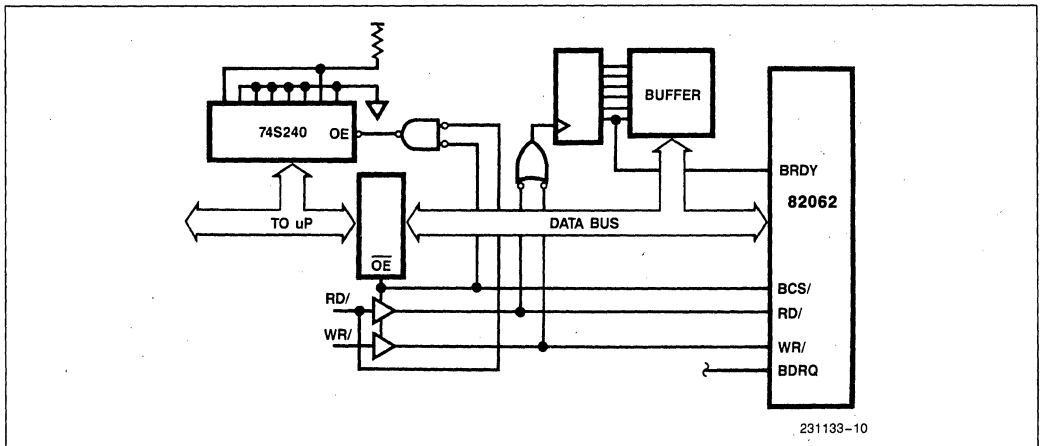 BUFFER
74S240
OE
BRDY
82062
TO uP
DATA BUS
OE
BCS/
RD/
RD/
WR/
WR/
BDRQ
231133-10